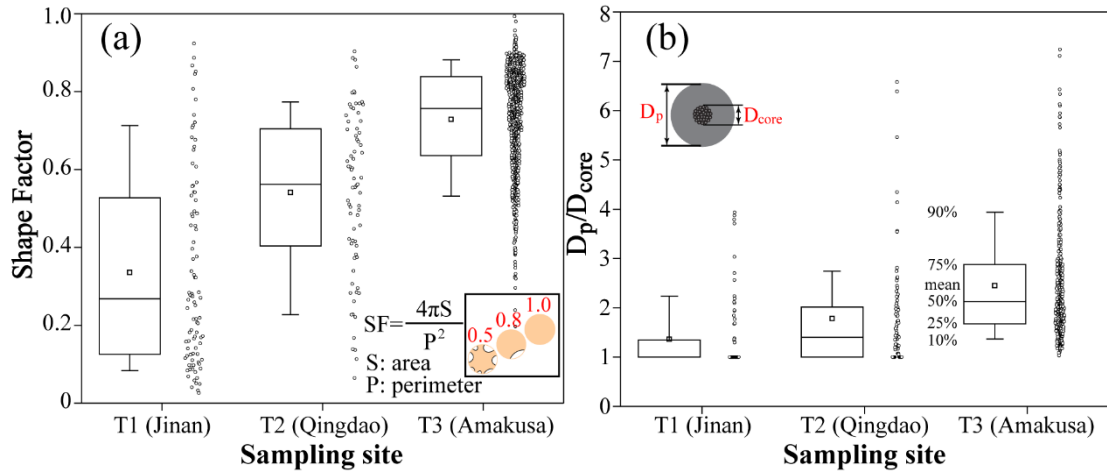 (a)
Shape Factor
1.0
0.8
0.6
0.4
0.2
0
SF=4πS/P²
0.5 0.8 1.0
S: area
P: perimeter
T1 (Jinan) T2 (Qingdao) T3 (Amakusa)
Sampling site
(b)
Dp/Dcore
8
7
6
5
4
3
2
1
0
Dp Dcore
90%
75%
mean
50%
25%
10%
T1 (Jinan) T2 (Qingdao) T3 (Amakusa)
Sampling site